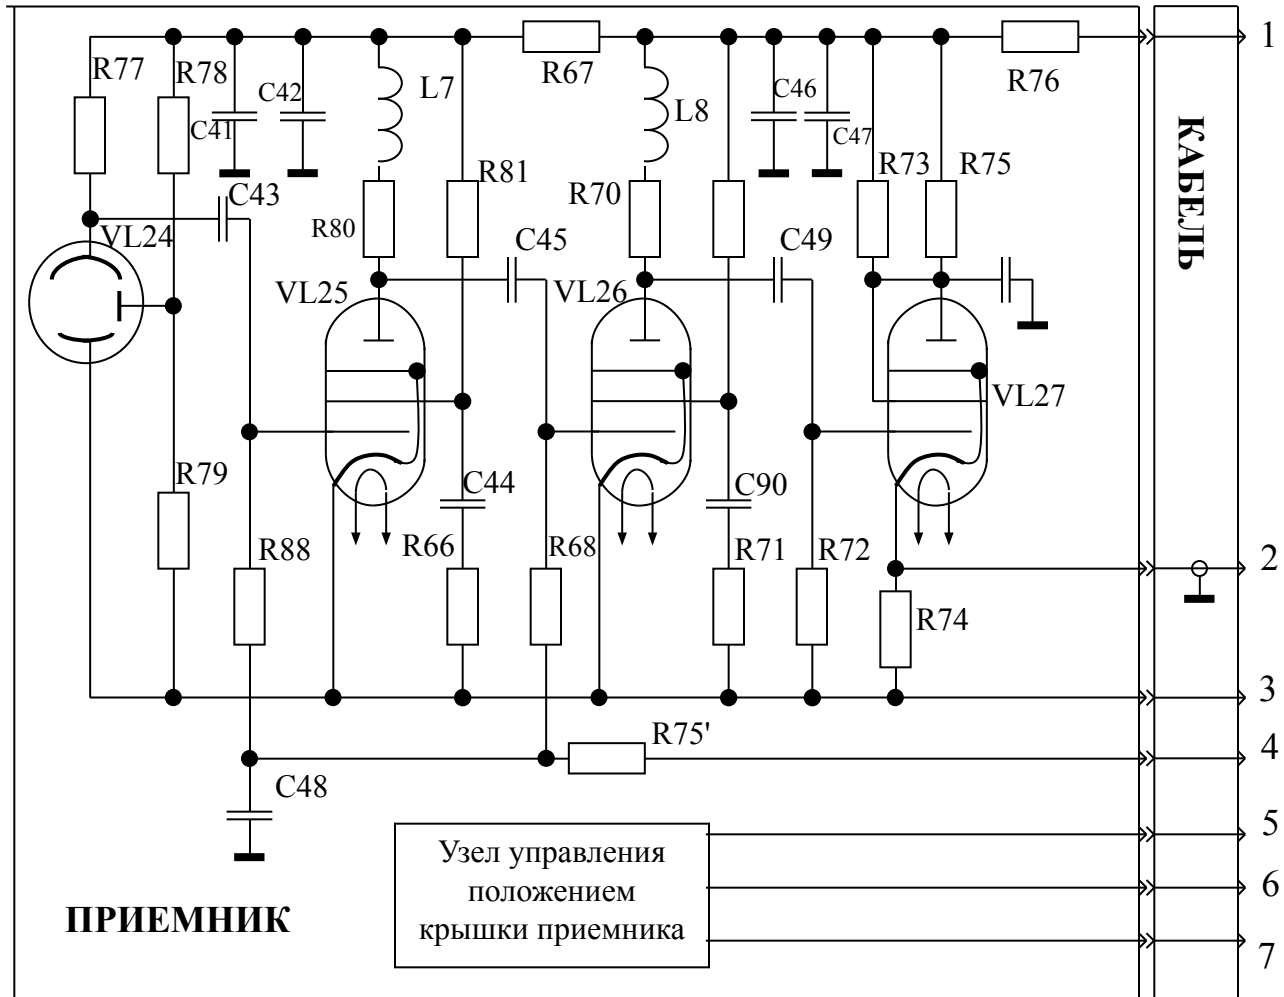 1
R77
R78
C41
C42
L7
R67
L8
C46
C47
R76
КАБЕЛЬ
C43
R81
R80
R70
R73
R75
VL24
C45
C49
VL25
VL26
VL27
R79
C44
C90
R88
R66
R68
R71
R72
2
R74
3
R75'
4
C48
5
Узел управления
положением
крышки приемника
6
ПРИЕМНИК
7